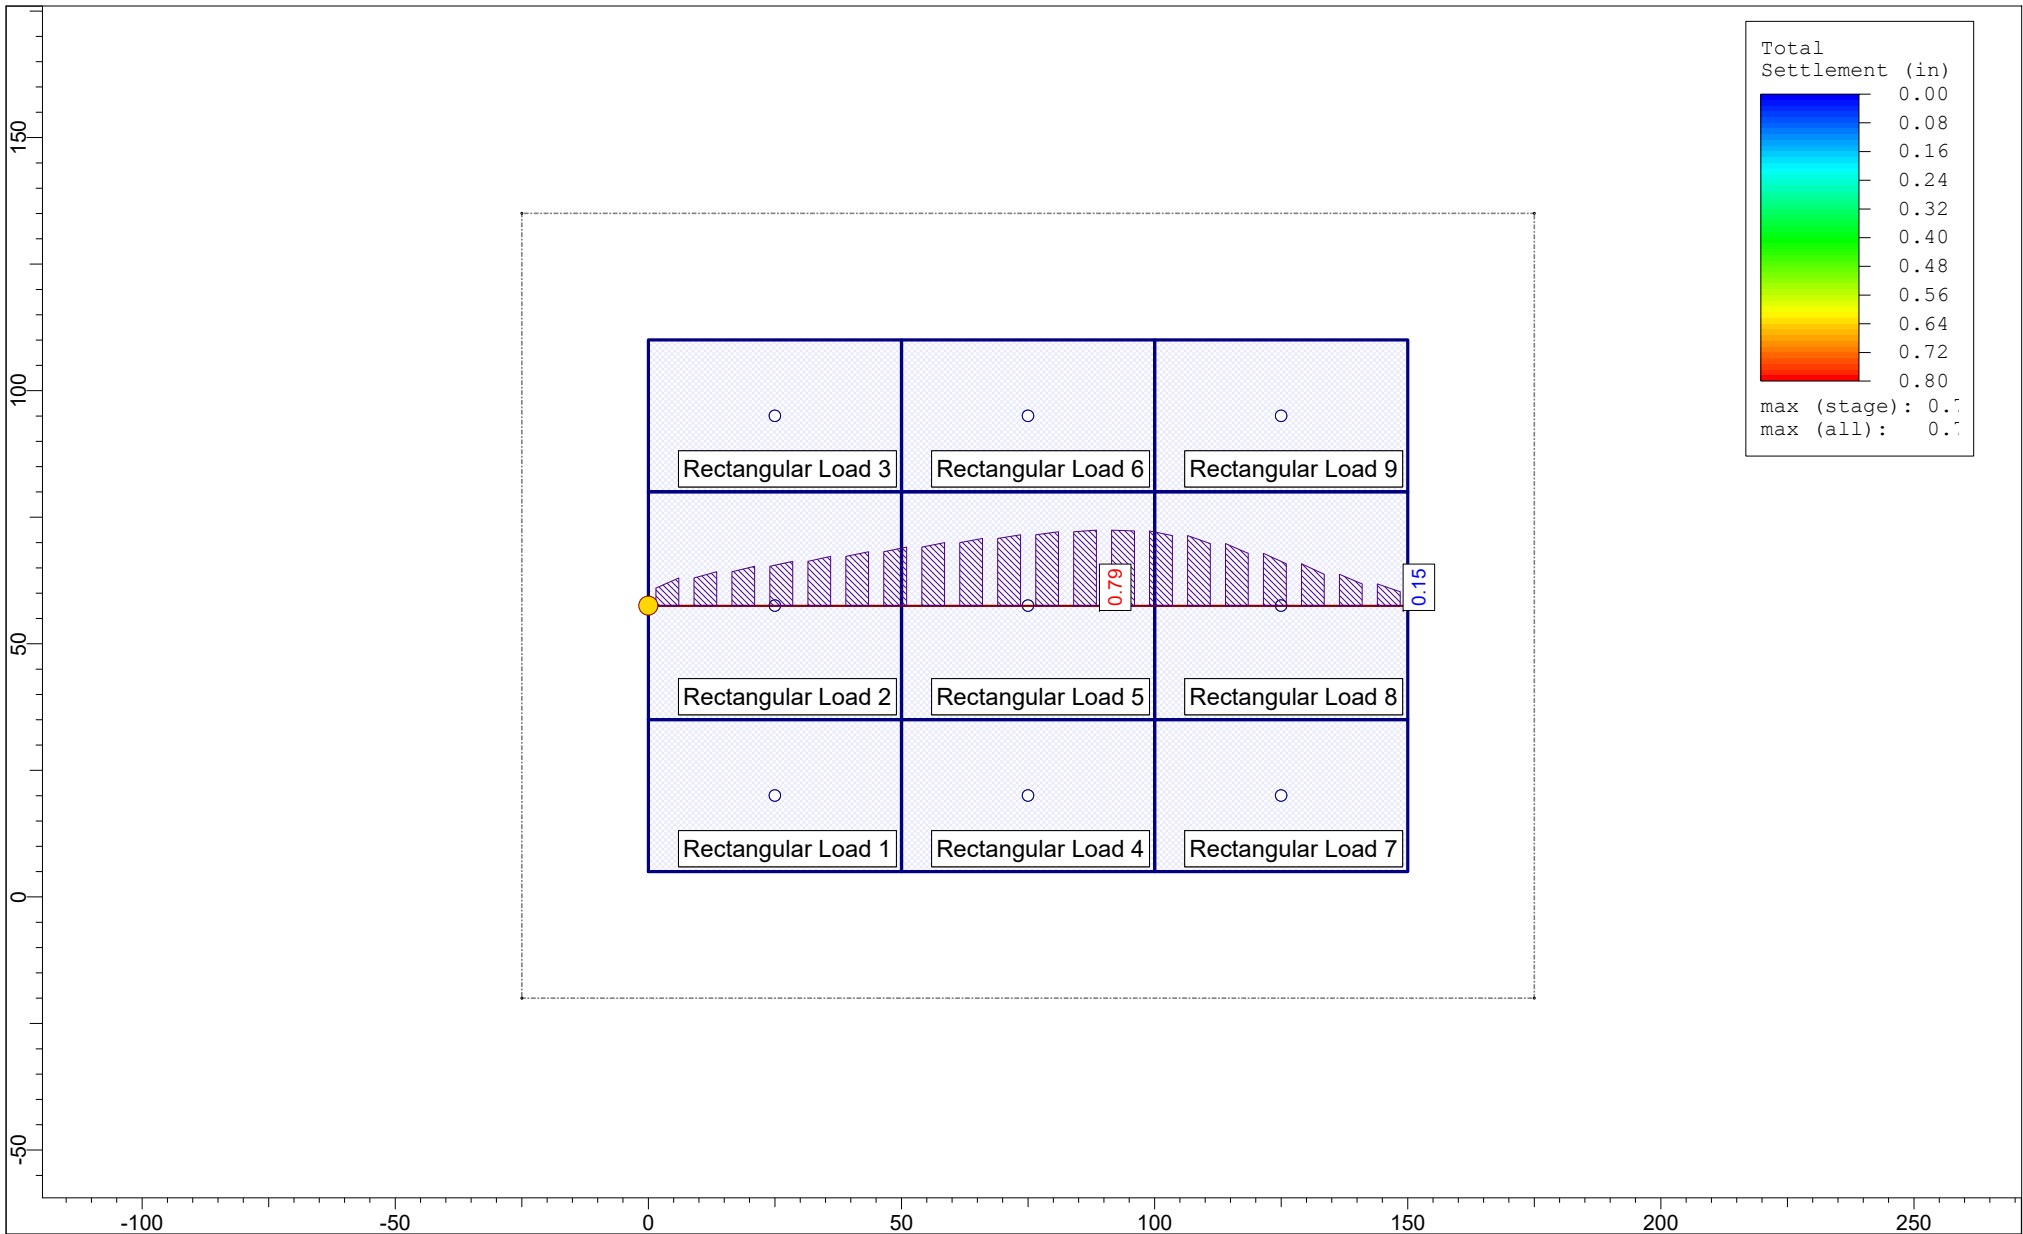 Total
Settlement (in)
0.00
0.08
0.16
0.24
0.32
0.40
0.48
0.56
0.64
0.72
0.80
max (stage): 0.
max (all): 0.
150
100
50
0
-50
Rectangular Load 3
Rectangular Load 6
Rectangular Load 9
0.79
0.15
Rectangular Load 2
Rectangular Load 5
Rectangular Load 8
Rectangular Load 1
Rectangular Load 4
Rectangular Load 7
-100
-50
0
50
100
150
200
250